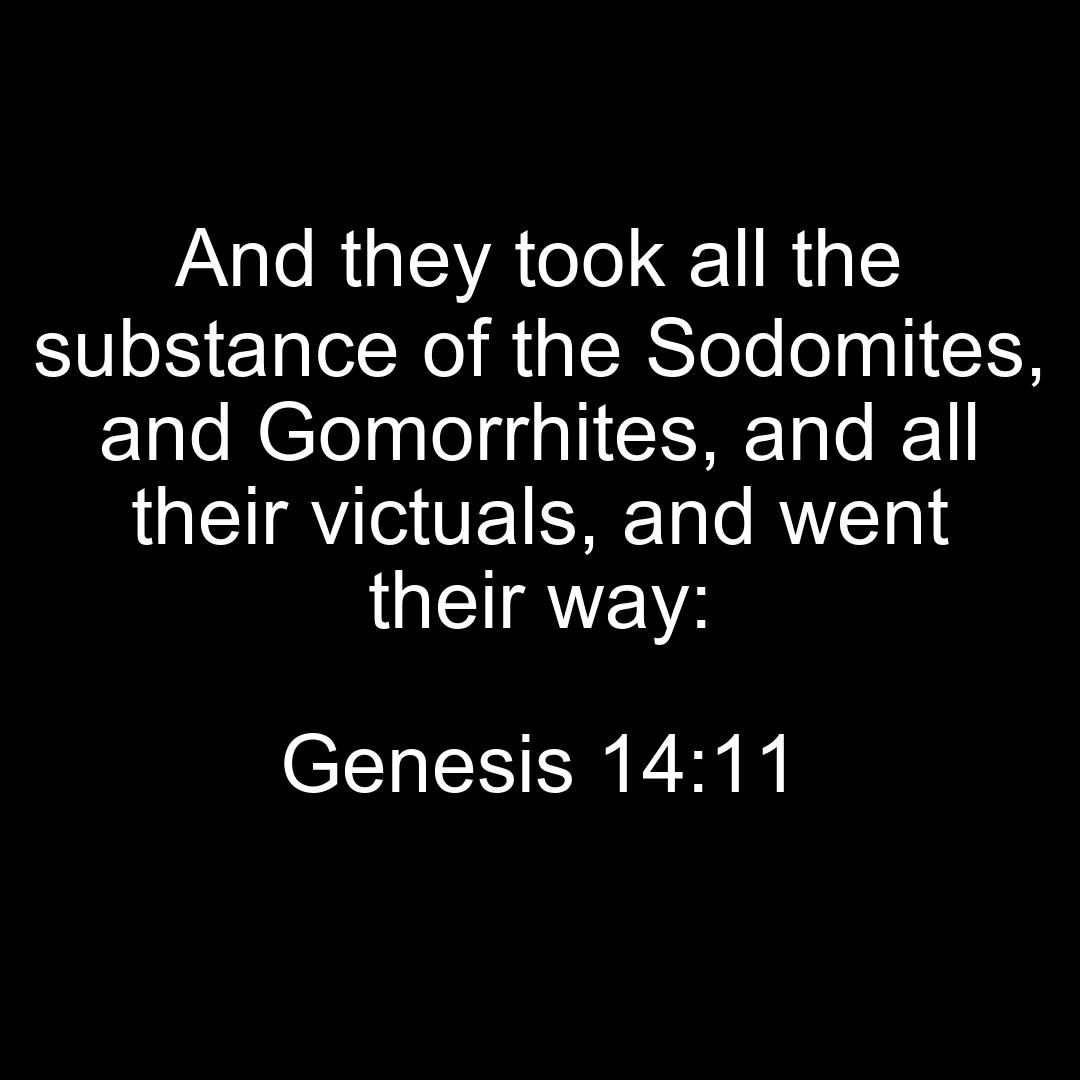 And they took all the
substance of the Sodomites,
and Gomorrhites, and all
their victuals, and went
their way:
Genesis 14:11